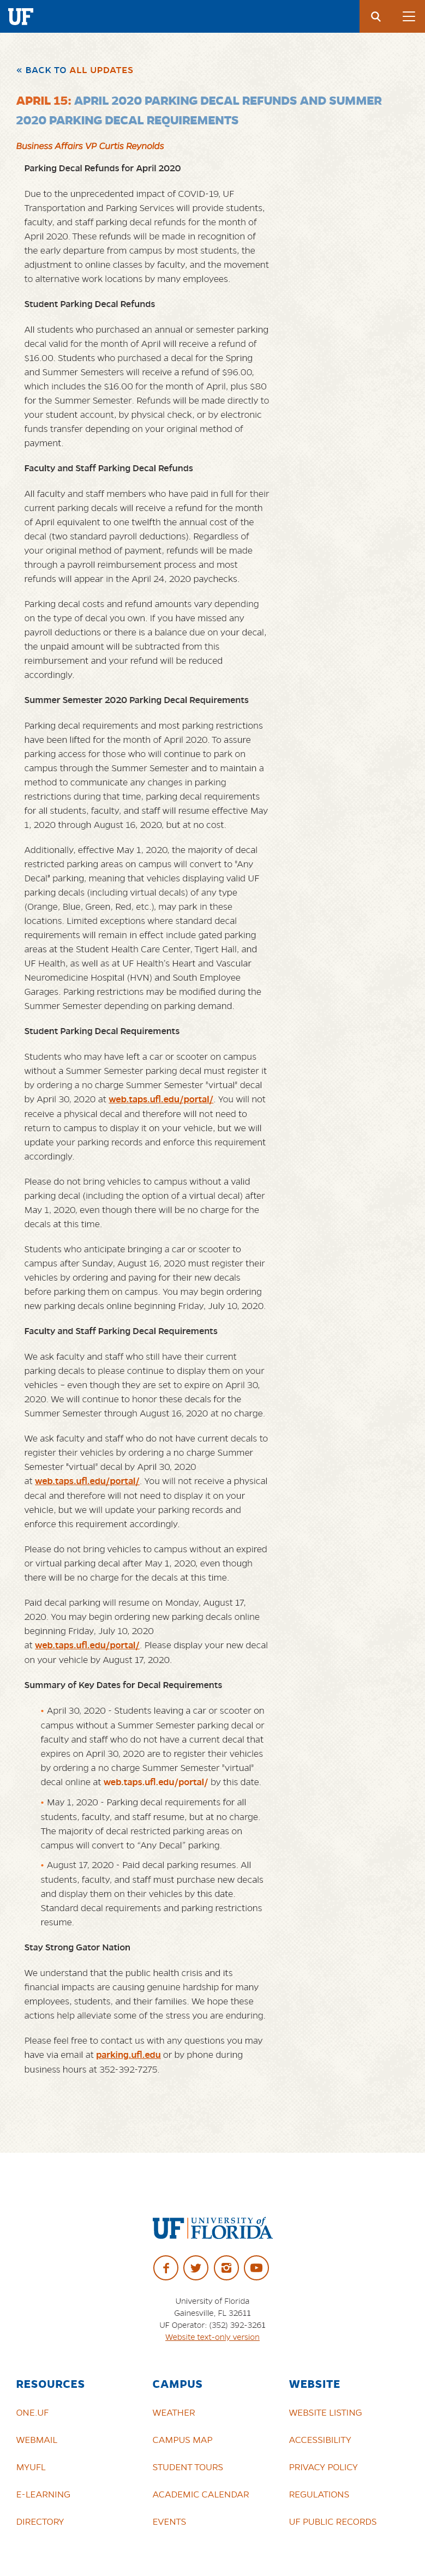 UF
« BACK TO ALL UPDATES
APRIL 15: APRIL 2020 PARKING DECAL REFUNDS AND SUMMER
2020 PARKING DECAL REQUIREMENTS
Business Affairs VP Curtis Reynolds
Parking Decal Refunds for April 2020
Due to the unprecedented impact of COVID-19, UF
Transportation and Parking Services will provide students,
faculty, and staff parking decal refunds for the month of
April 2020. These refunds will be made in recognition of
the early departure from campus by most students, the
adjustment to online classes by faculty, and the movement
to alternative work locations by many employees.
Student Parking Decal Refunds
All students who purchased an annual or semester parking
decal valid for the month of April will receive a refund of
$16.00. Students who purchased a decal for the Spring
and Summer Semesters will receive a refund of $96.00,
which includes the $16.00 for the month of April, plus $80
for the Summer Semester. Refunds will be made directly to
your student account, by physical check, or by electronic
funds transfer depending on your original method of
payment.
Faculty and Staff Parking Decal Refunds
All faculty and staff members who have paid in full for their
current parking decals will receive a refund for the month
of April equivalent to one twelfth the annual cost of the
decal (two standard payroll deductions). Regardless of
your original method of payment, refunds will be made
through a payroll reimbursement process and most
refunds will appear in the April 24, 2020 paychecks.
Parking decal costs and refund amounts vary depending
on the type of decal you own. If you have missed any
payroll deductions or there is a balance due on your decal,
the unpaid amount will be subtracted from this
reimbursement and your refund will be reduced
accordingly.
Summer Semester 2020 Parking Decal Requirements
Parking decal requirements and most parking restrictions
have been lifted for the month of April 2020. To assure
parking access for those who will continue to park on
campus through the Summer Semester and to maintain a
method to communicate any changes in parking
restrictions during that time, parking decal requirements
for all students, faculty, and staff will resume effective May
1, 2020 through August 16, 2020, but at no cost.
Additionally, effective May 1, 2020, the majority of decal
restricted parking areas on campus will convert to "Any
Decal" parking, meaning that vehicles displaying valid UF
parking decals (including virtual decals) of any type
(Orange, Blue, Green, Red, etc.), may park in these
locations. Limited exceptions where standard decal
requirements will remain in effect include gated parking
areas at the Student Health Care Center, Tigert Hall, and
UF Health, as well as at UF Health's Heart and Vascular
Neuromedicine Hospital (HVN) and South Employee
Garages. Parking restrictions may be modified during the
Summer Semester depending on parking demand.
Student Parking Decal Requirements
Students who may have left a car or scooter on campus
without a Summer Semester parking decal must register it
by ordering a no charge Summer Semester "virtual" decal
by April 30, 2020 at web.taps.ufl.edu/portal/. You will not
receive a physical decal and therefore will not need to
return to campus to display it on your vehicle, but we will
update your parking records and enforce this requirement
accordingly.
Please do not bring vehicles to campus without a valid
parking decal (including the option of a virtual decal) after
May 1, 2020, even though there will be no charge for the
decals at this time.
Students who anticipate bringing a car or scooter to
campus after Sunday, August 16, 2020 must register their
vehicles by ordering and paying for their new decals
before parking them on campus. You may begin ordering
new parking decals online beginning Friday, July 10, 2020.
Faculty and Staff Parking Decal Requirements
We ask faculty and staff who still have their current
parking decals to please continue to display them on your
vehicles – even though they are set to expire on April 30,
2020. We will continue to honor these decals for the
Summer Semester through August 16, 2020 at no charge.
We ask faculty and staff who do not have current decals to
register their vehicles by ordering a no charge Summer
Semester "virtual" decal by April 30, 2020
at web.taps.ufl.edu/portal/. You will not receive a physical
decal and therefore will not need to display it on your
vehicle, but we will update your parking records and
enforce this requirement accordingly.
Please do not bring vehicles to campus without an expired
or virtual parking decal after May 1, 2020, even though
there will be no charge for the decals at this time.
Paid decal parking will resume on Monday, August 17,
2020. You may begin ordering new parking decals online
beginning Friday, July 10, 2020
at web.taps.ufl.edu/portal/. Please display your new decal
on your vehicle by August 17, 2020.
Summary of Key Dates for Decal Requirements
• April 30, 2020 - Students leaving a car or scooter on
campus without a Summer Semester parking decal or
faculty and staff who do not have a current decal that
expires on April 30, 2020 are to register their vehicles
by ordering a no charge Summer Semester "virtual"
decal online at web.taps.ufl.edu/portal/ by this date.
• May 1, 2020 - Parking decal requirements for all
students, faculty, and staff resume, but at no charge.
The majority of decal restricted parking areas on
campus will convert to "Any Decal" parking.
• August 17, 2020 - Paid decal parking resumes. All
students, faculty, and staff must purchase new decals
and display them on their vehicles by this date.
Standard decal requirements and parking restrictions
resume.
Stay Strong Gator Nation
We understand that the public health crisis and its
financial impacts are causing genuine hardship for many
employees, students, and their families. We hope these
actions help alleviate some of the stress you are enduring.
Please feel free to contact us with any questions you may
have via email at parking.ufl.edu or by phone during
business hours at 352-392-7275.
UF UNIVERSITY of
FLORIDA
University of Florida
Gainesville, FL 32611
UF Operator: (352) 392-3261
Website text-only version
RESOURCES CAMPUS WEBSITE
ONE.UF WEATHER WEBSITE LISTING
WEBMAIL CAMPUS MAP ACCESSIBILITY
MYUFL STUDENT TOURS PRIVACY POLICY
E-LEARNING ACADEMIC CALENDAR REGULATIONS
DIRECTORY EVENTS UF PUBLIC RECORDS